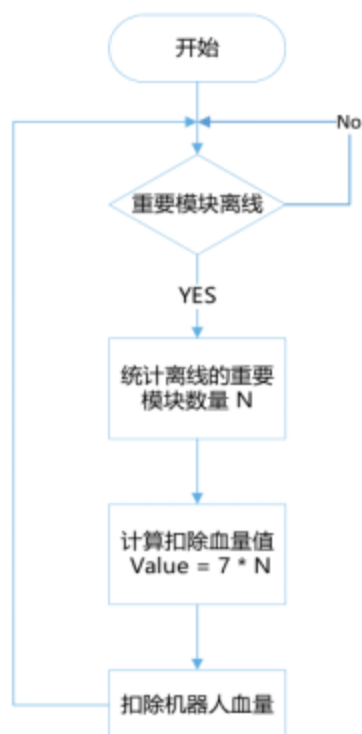 开始
No
重要模块离线
YES
统计离线的重要
模块数量 N
计算扣除血量值
Value = 7 * N
扣除机器人血量